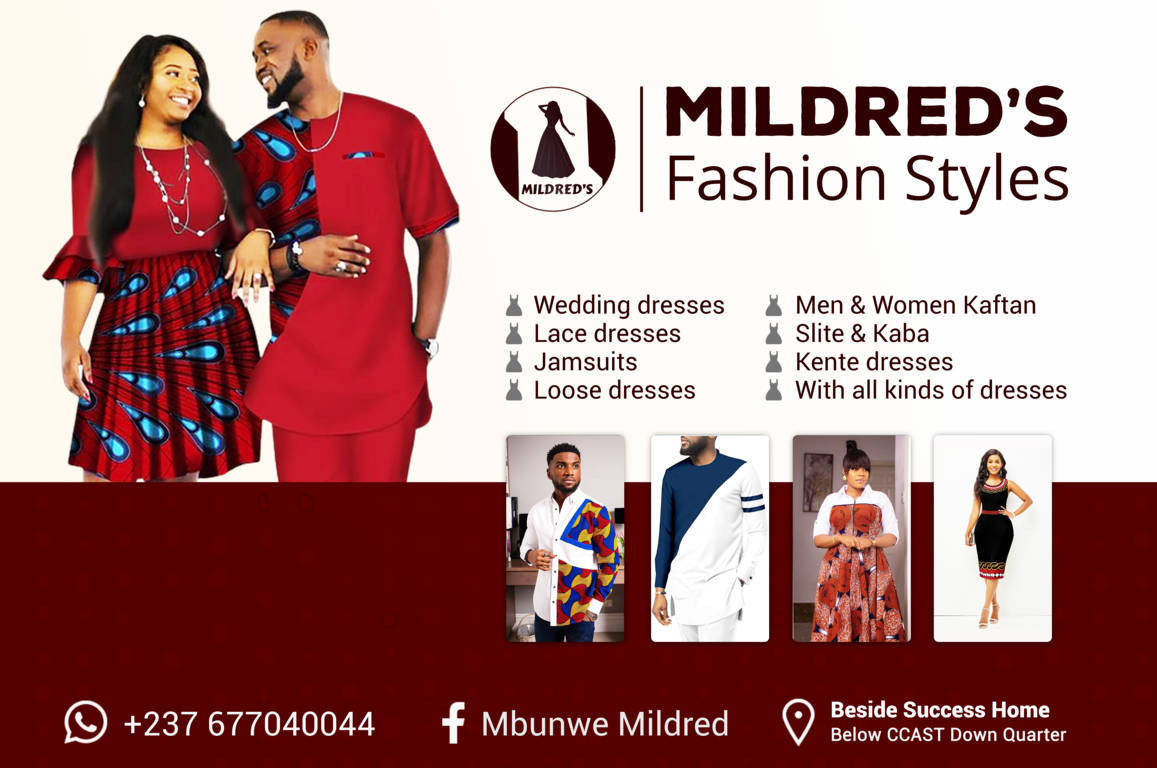 MILDRED'S
MILDRED'S
Fashion Styles
Wedding dresses
Lace dresses
Jamsuits
Loose dresses
Men & Women Kaftan
Slite & Kaba
Kente dresses
With all kinds of dresses
+237 677040044
Mbunwe Mildred
Beside Success Home
Below CCAST Down Quarter